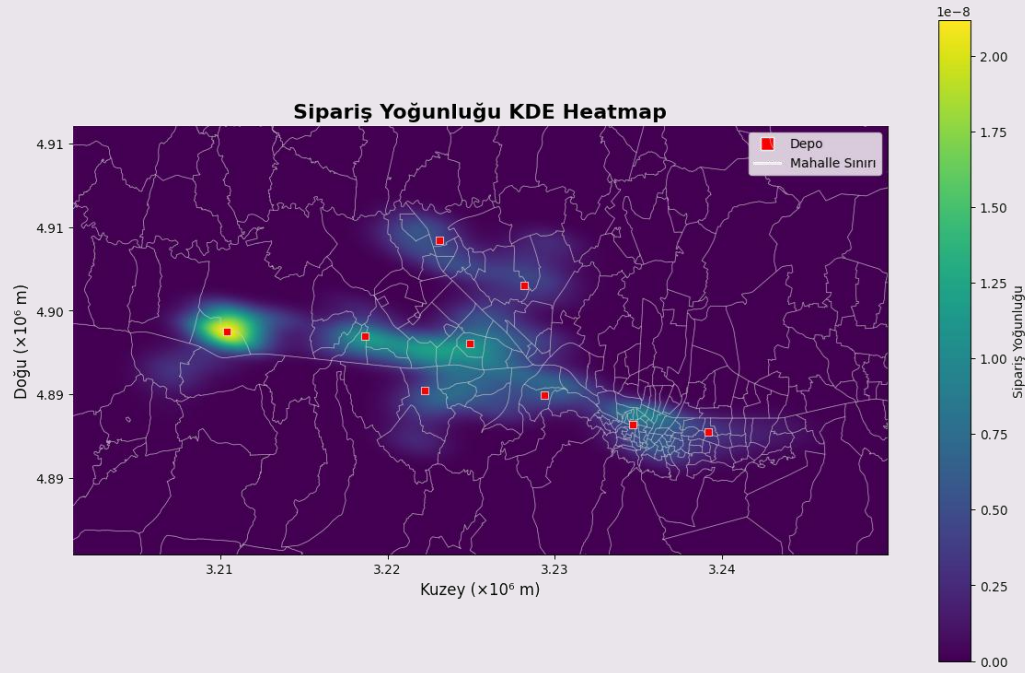 1e−8
Sipariş Yoğunluğu KDE Heatmap
Depo
Mahalle Sınırı
4.91
4.91
4.90
4.89
4.89
Doğu (×10⁶ m)
3.21
3.22
3.23
3.24
Kuzey (×10⁶ m)
2.00
1.75
1.50
1.25
1.00
0.75
0.50
0.25
0.00
Sipariş Yoğunluğu